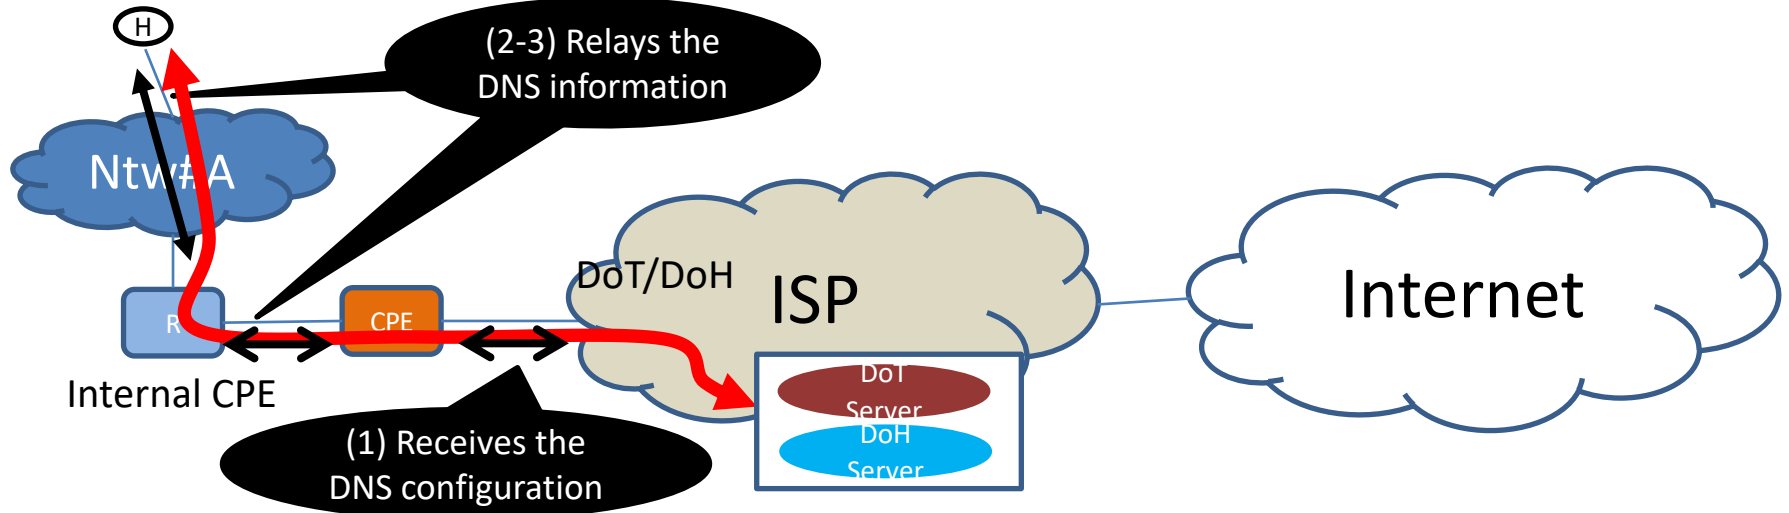 H
(2-3) Relays the
DNS information
Ntw#A
DoT/DoH
ISP
Internet
R
CPE
Internal CPE
DoT
Server
DoH
Server
(1) Receives the
DNS configuration